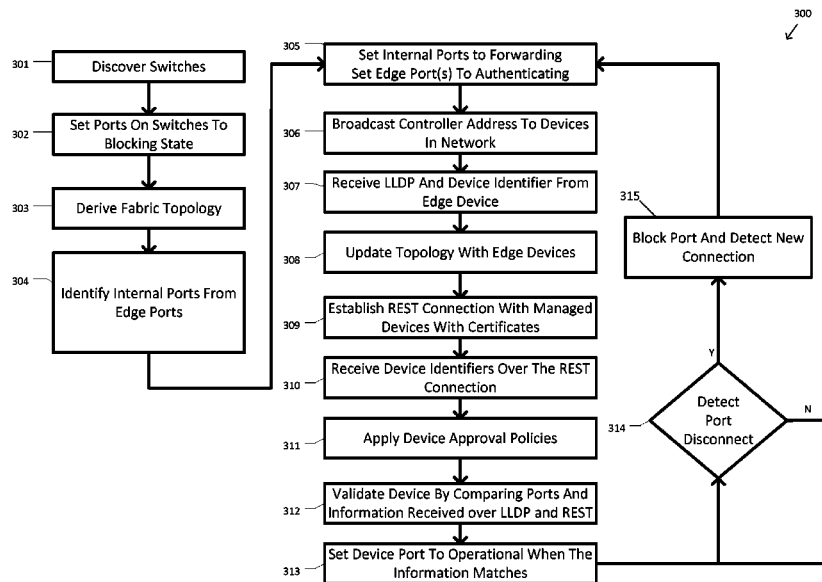 300
301
Discover Switches
302
Set Ports On Switches To
Blocking State
303
Derive Fabric Topology
304
Identify Internal Ports From
Edge Ports
305
Set Internal Ports to Forwarding
Set Edge Port(s) To Authenticating
306
Broadcast Controller Address To Devices
In Network
307
Receive LLDP And Device Identifier From
Edge Device
308
Update Topology With Edge Devices
309
Establish REST Connection With Managed
Devices With Certificates
310
Receive Device Identifiers Over The REST
Connection
311
Apply Device Approval Policies
312
Validate Device By Comparing Ports And
Information Received over LLDP and REST
313
Set Device Port To Operational When The
Information Matches
315
Block Port And Detect New
Connection
Y
314
Detect
Port
Disconnect
N